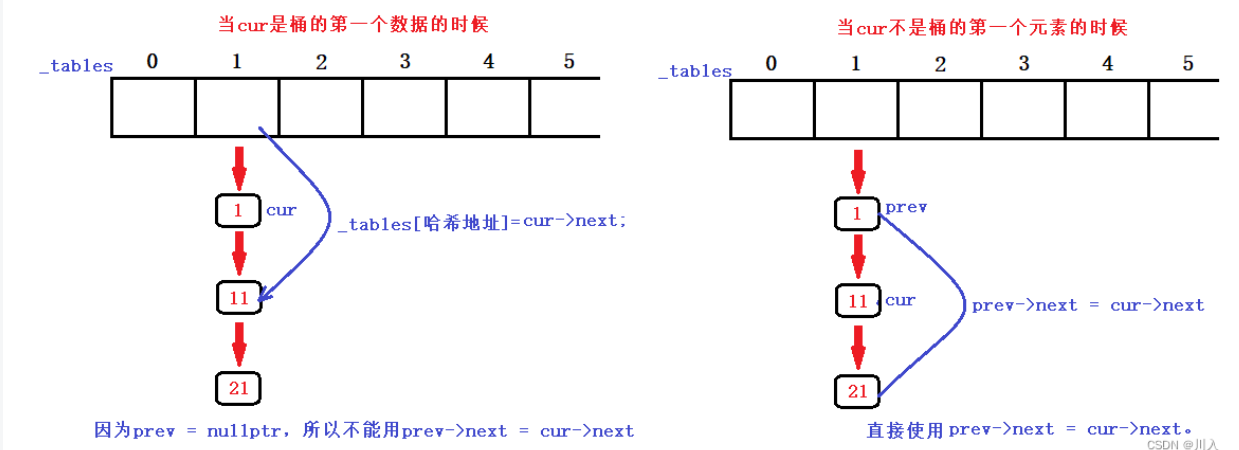 当cur是桶的第一个数据的时候
_tables 0 1 2 3 4 5
1 cur
_tables[哈希地址]=cur->next;
11
21
因为prev = nullptr，所以不能用prev->next = cur->next
当cur不是桶的第一个元素的时候
_tables 0 1 2 3 4 5
1 prev
11 cur
prev->next = cur->next
21
直接使用prev->next = cur->next。
CSDN @川入